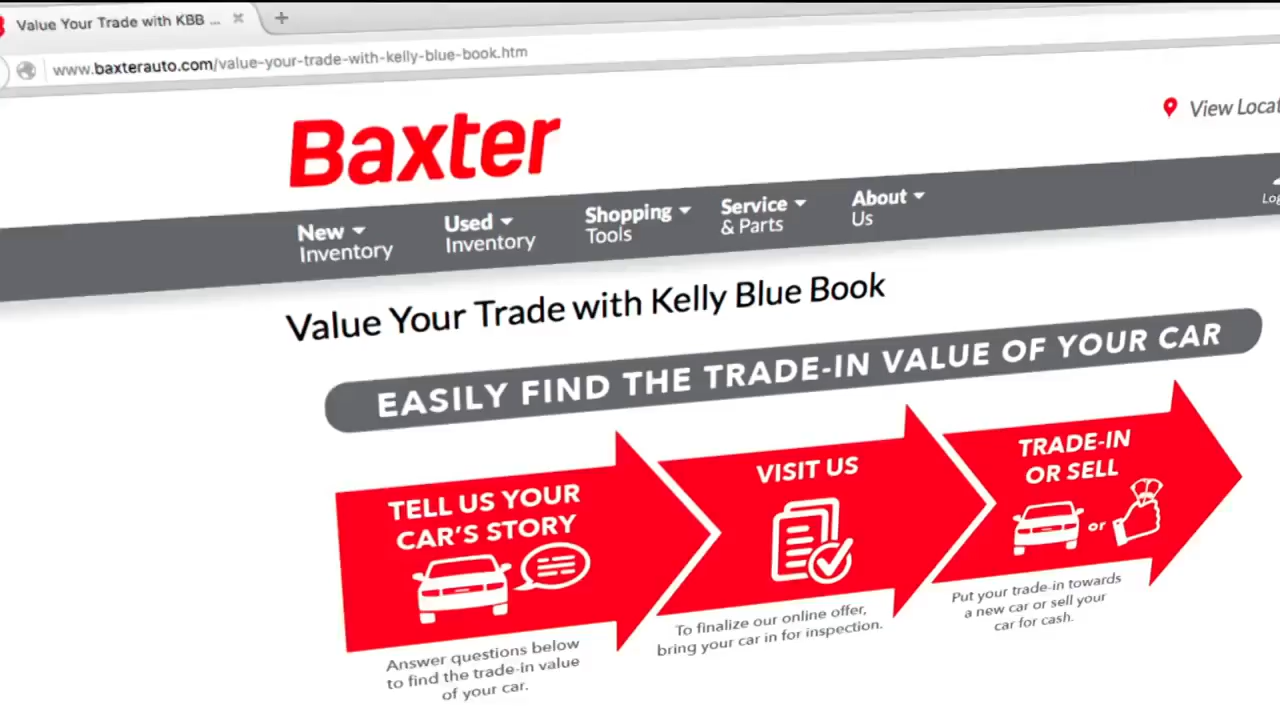 Value Your Trade with KBB ...
www.baxterauto.com/value-your-trade-with-kelly-blue-book.htm
Baxter
View Locat
New
Inventory
Used
Inventory
Shopping
Tools
Service
& Parts
About
Us
Log
Value Your Trade with Kelly Blue Book
EASILY FIND THE TRADE-IN VALUE OF YOUR CAR
TELL US YOUR
CAR'S STORY
Answer questions below
to find the trade-in value
of your car.
VISIT US
To finalize our online offer,
bring your car in for inspection.
TRADE-IN
OR SELL
or
Put your trade-in towards
a new car or sell your
car for cash.